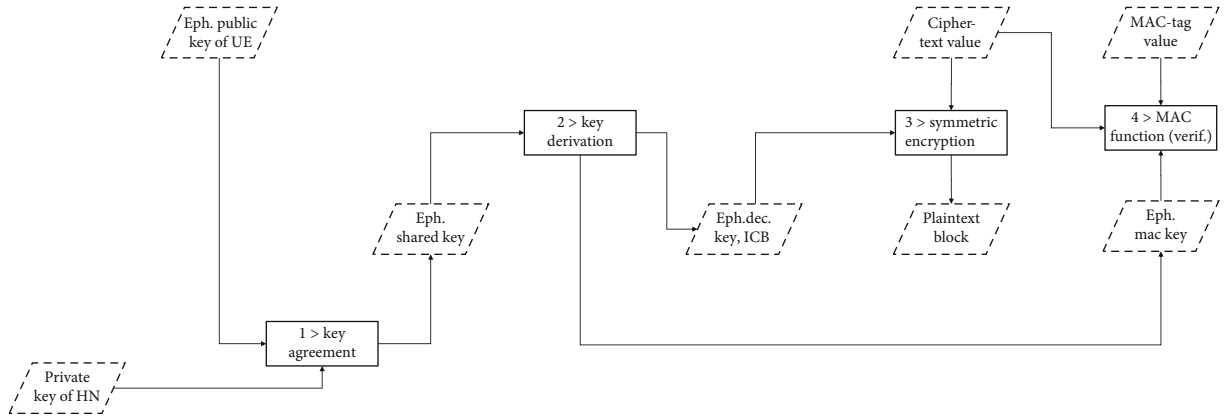 Eph. public
key of UE
Cipher-
text value
MAC-tag
value
2 > key
derivation
3 > symmetric
encryption
4 > MAC
function (verif.)
Eph.
shared key
Eph.dec.
key, ICB
Plaintext
block
Eph.
mac key
1 > key
agreement
Private
key of HN